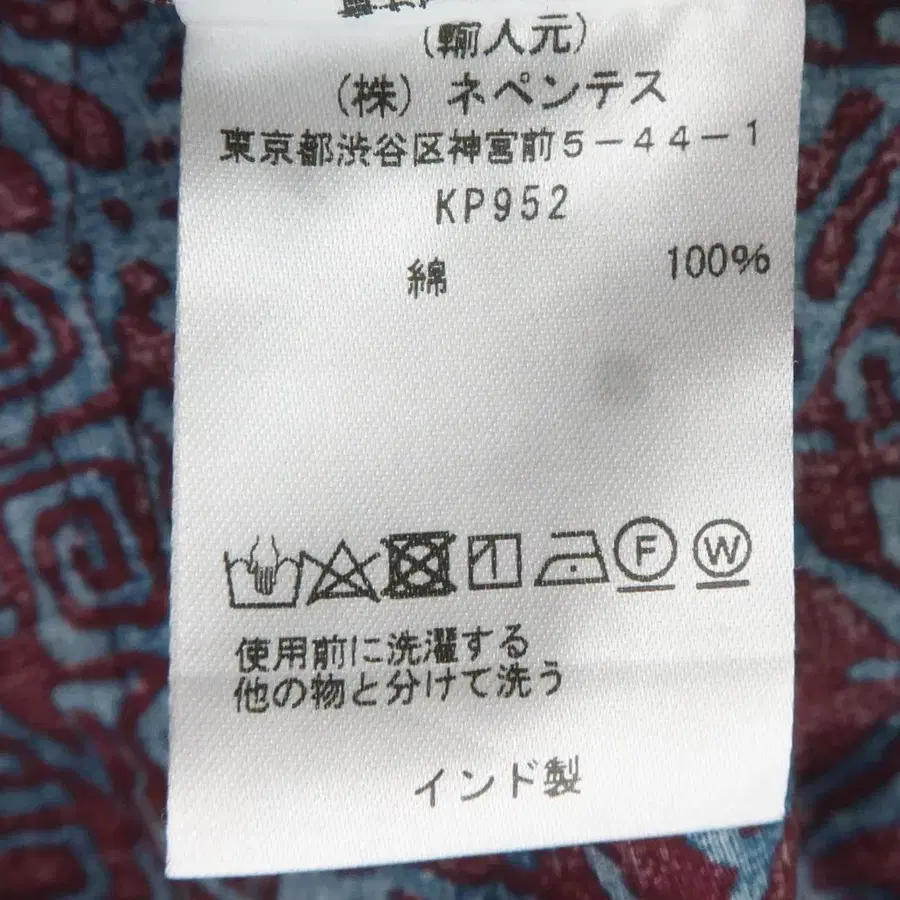 (輸入元)
(株) ネペンテス
東京都渋谷区神宮前5-44-1
KP952
綿 100%
F W
使用前に洗濯する
他の物と分けて洗う
インド製